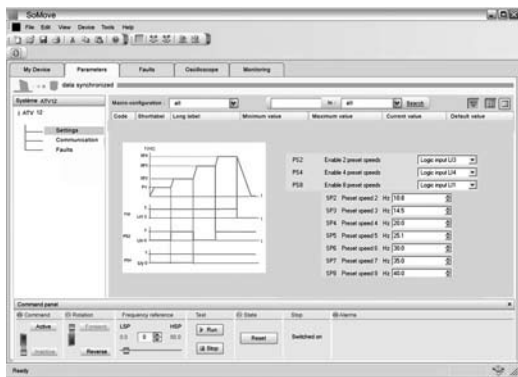 SoMove
File Edit View Device Tools Help
My Device Parameters Faults Oscilloscope Monitoring
data synchronized
Système ATV12
Macro-configuration : all In : all Search
ATV 12
Code Shortlabel Long label Minimum value Maximum value Current value Default value
Settings
Communication
Faults
PS2 Enable 2 preset speeds Logic input LI3
PS4 Enable 4 preset speeds Logic input LI4
PS8 Enable 8 preset speeds Logic input LI1
SP2 Preset speed 2 Hz 10.0
SP3 Preset speed 3 Hz 14.5
SP4 Preset speed 4 Hz 20.0
SP5 Preset speed 5 Hz 25.1
SP6 Preset speed 6 Hz 30.0
SP7 Preset speed 7 Hz 35.0
SP8 Preset speed 8 Hz 40.0
Command panel
Command Rotation Frequency reference Test State Stop Alarms
Active Forward LSP HSP Run
0.0 0 50.0 Reset Switched on
Inactive Reverse Stop
Ready